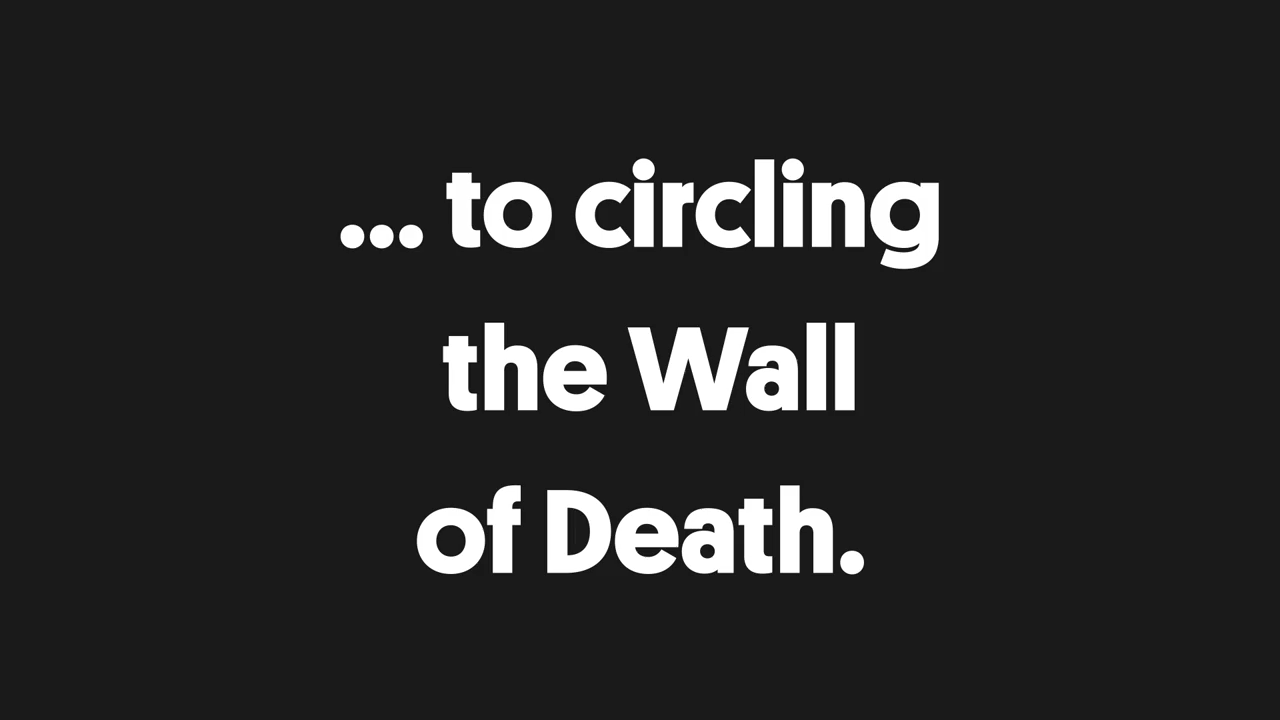 ... to circling
the Wall
of Death.